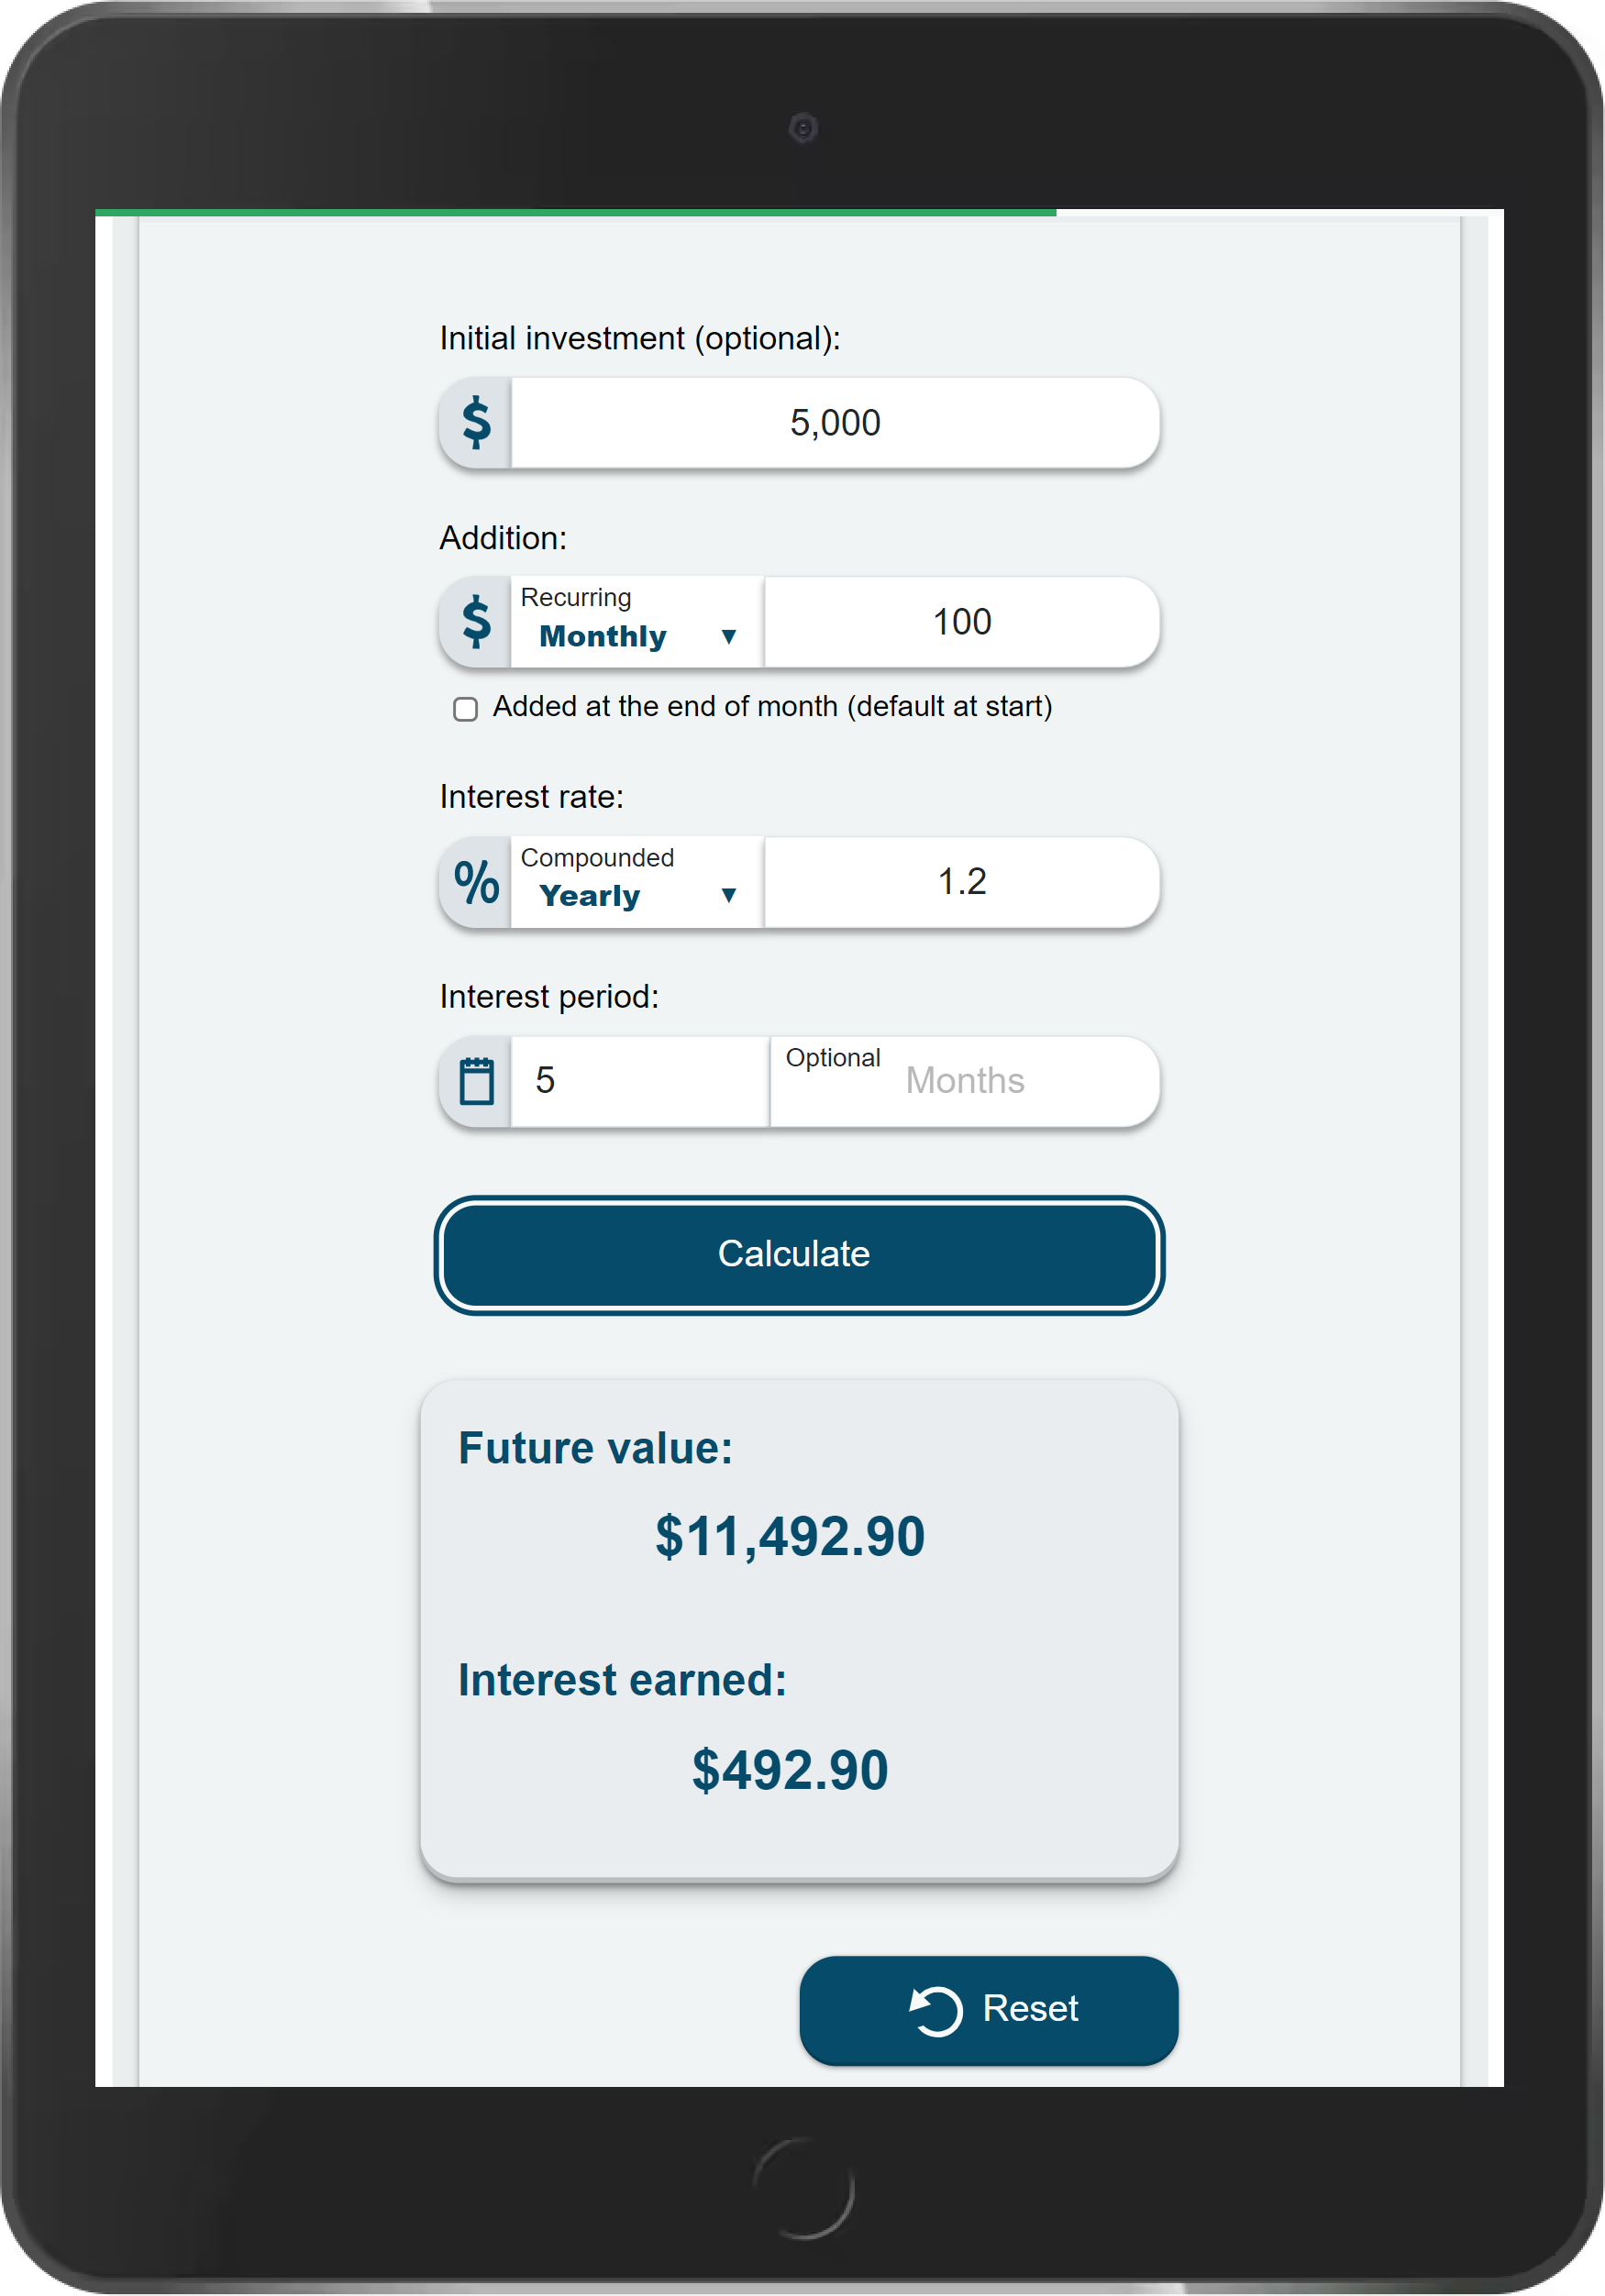 Initial investment (optional):
$ 5,000
Addition:
Recurring
$ Monthly ▼ 100
Added at the end of month (default at start)
Interest rate:
Compounded
% Yearly ▼ 1.2
Interest period:
Optional
5 Months
Calculate
Future value:
$11,492.90
Interest earned:
$492.90
Reset